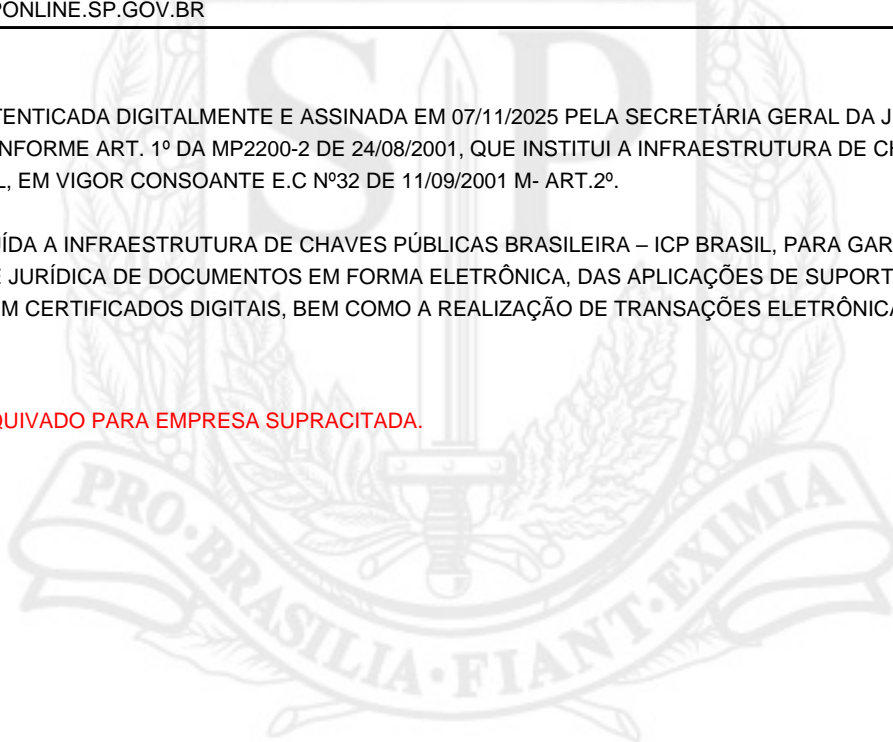 PONLINE.SP.GOV.BR
TENTICADA DIGITALMENTE E ASSINADA EM 07/11/2025 PELA SECRETÁRIA GERAL DA J
NFORME ART. 1º DA MP2200-2 DE 24/08/2001, QUE INSTITUI A INFRAESTRUTURA DE CH
L, EM VIGOR CONSOANTE E.C Nº32 DE 11/09/2001 M- ART.2º.
UÍDA A INFRAESTRUTURA DE CHAVES PÚBLICAS BRASILEIRA – ICP BRASIL, PARA GAR
E JURÍDICA DE DOCUMENTOS EM FORMA ELETRÔNICA, DAS APLICAÇÕES DE SUPORT
M CERTIFICADOS DIGITAIS, BEM COMO A REALIZAÇÃO DE TRANSAÇÕES ELETRÔNICA
QUIVADO PARA EMPRESA SUPRACITADA.
SP
PRO·BRASILIA·FIANT·EXIMIA